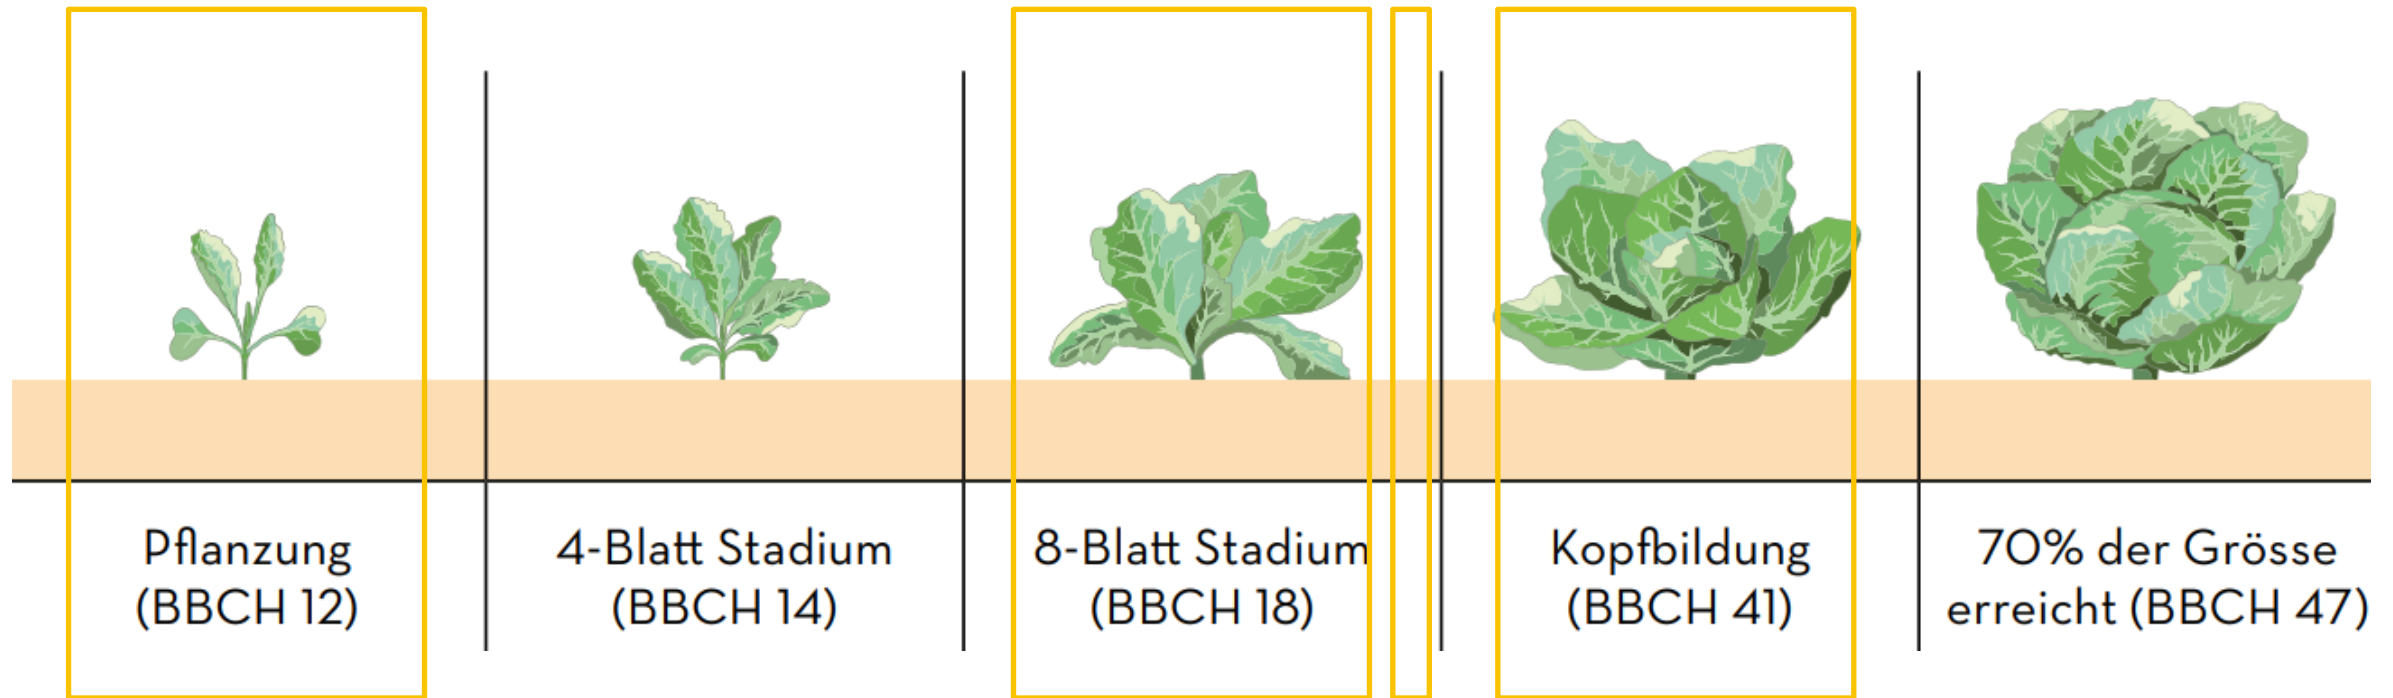 Pflanzung
(BBCH 12)
4-Blatt Stadium
(BBCH 14)
8-Blatt Stadium
(BBCH 18)
Kopfbildung
(BBCH 41)
70% der Grösse
erreicht (BBCH 47)